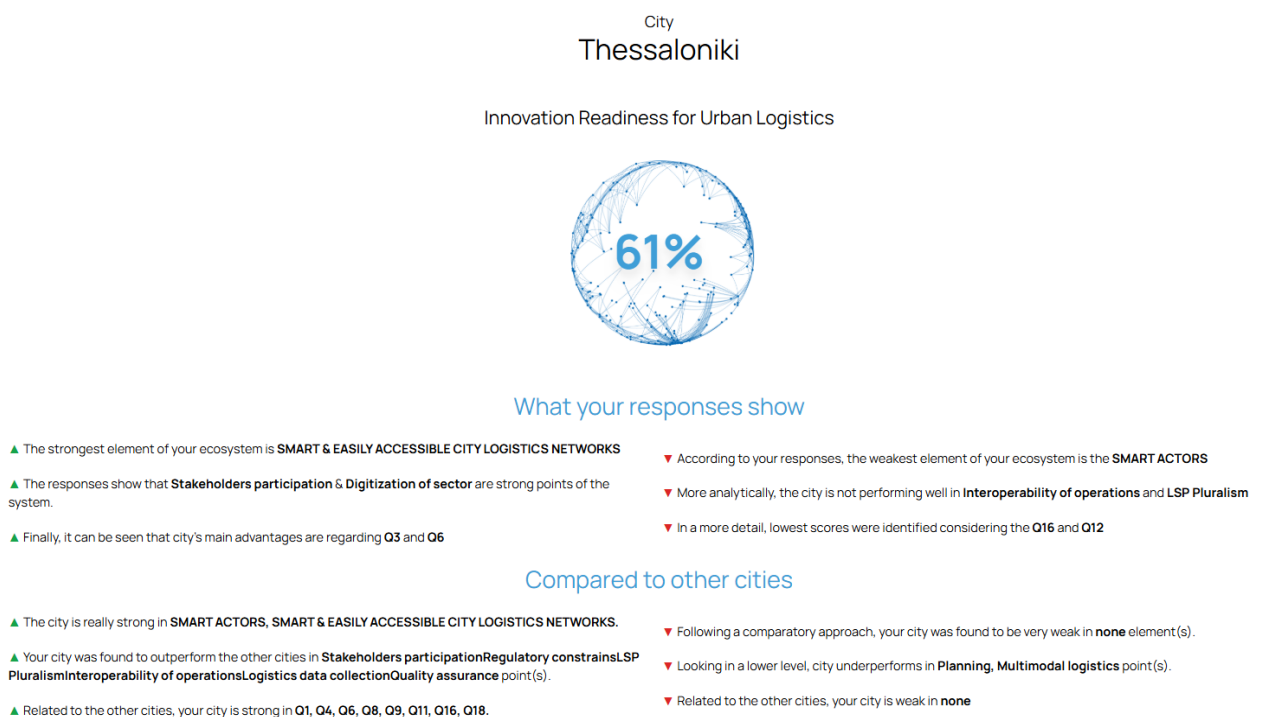 City
Thessaloniki
Innovation Readiness for Urban Logistics
61%
What your responses show
▲ The strongest element of your ecosystem is SMART & EASILY ACCESSIBLE CITY LOGISTICS NETWORKS
▲ The responses show that Stakeholders participation & Digitization of sector are strong points of the
system.
▲ Finally, it can be seen that city's main advantages are regarding Q3 and Q6
▼ According to your responses, the weakest element of your ecosystem is the SMART ACTORS
▼ More analytically, the city is not performing well in Interoperability of operations and LSP Pluralism
▼ In a more detail, lowest scores were identified considering the Q16 and Q12
Compared to other cities
▲ The city is really strong in SMART ACTORS, SMART & EASILY ACCESSIBLE CITY LOGISTICS NETWORKS.
▲ Your city was found to outperform the other cities in Stakeholders participationRegulatory constrainsLSP
PluralismInteroperability of operationsLogistics data collectionQuality assurance point(s).
▲ Related to the other cities, your city is strong in Q1, Q4, Q6, Q8, Q9, Q11, Q16, Q18.
▼ Following a comparatory approach, your city was found to be very weak in none element(s).
▼ Looking in a lower level, city underperforms in Planning, Multimodal logistics point(s).
▼ Related to the other cities, your city is weak in none